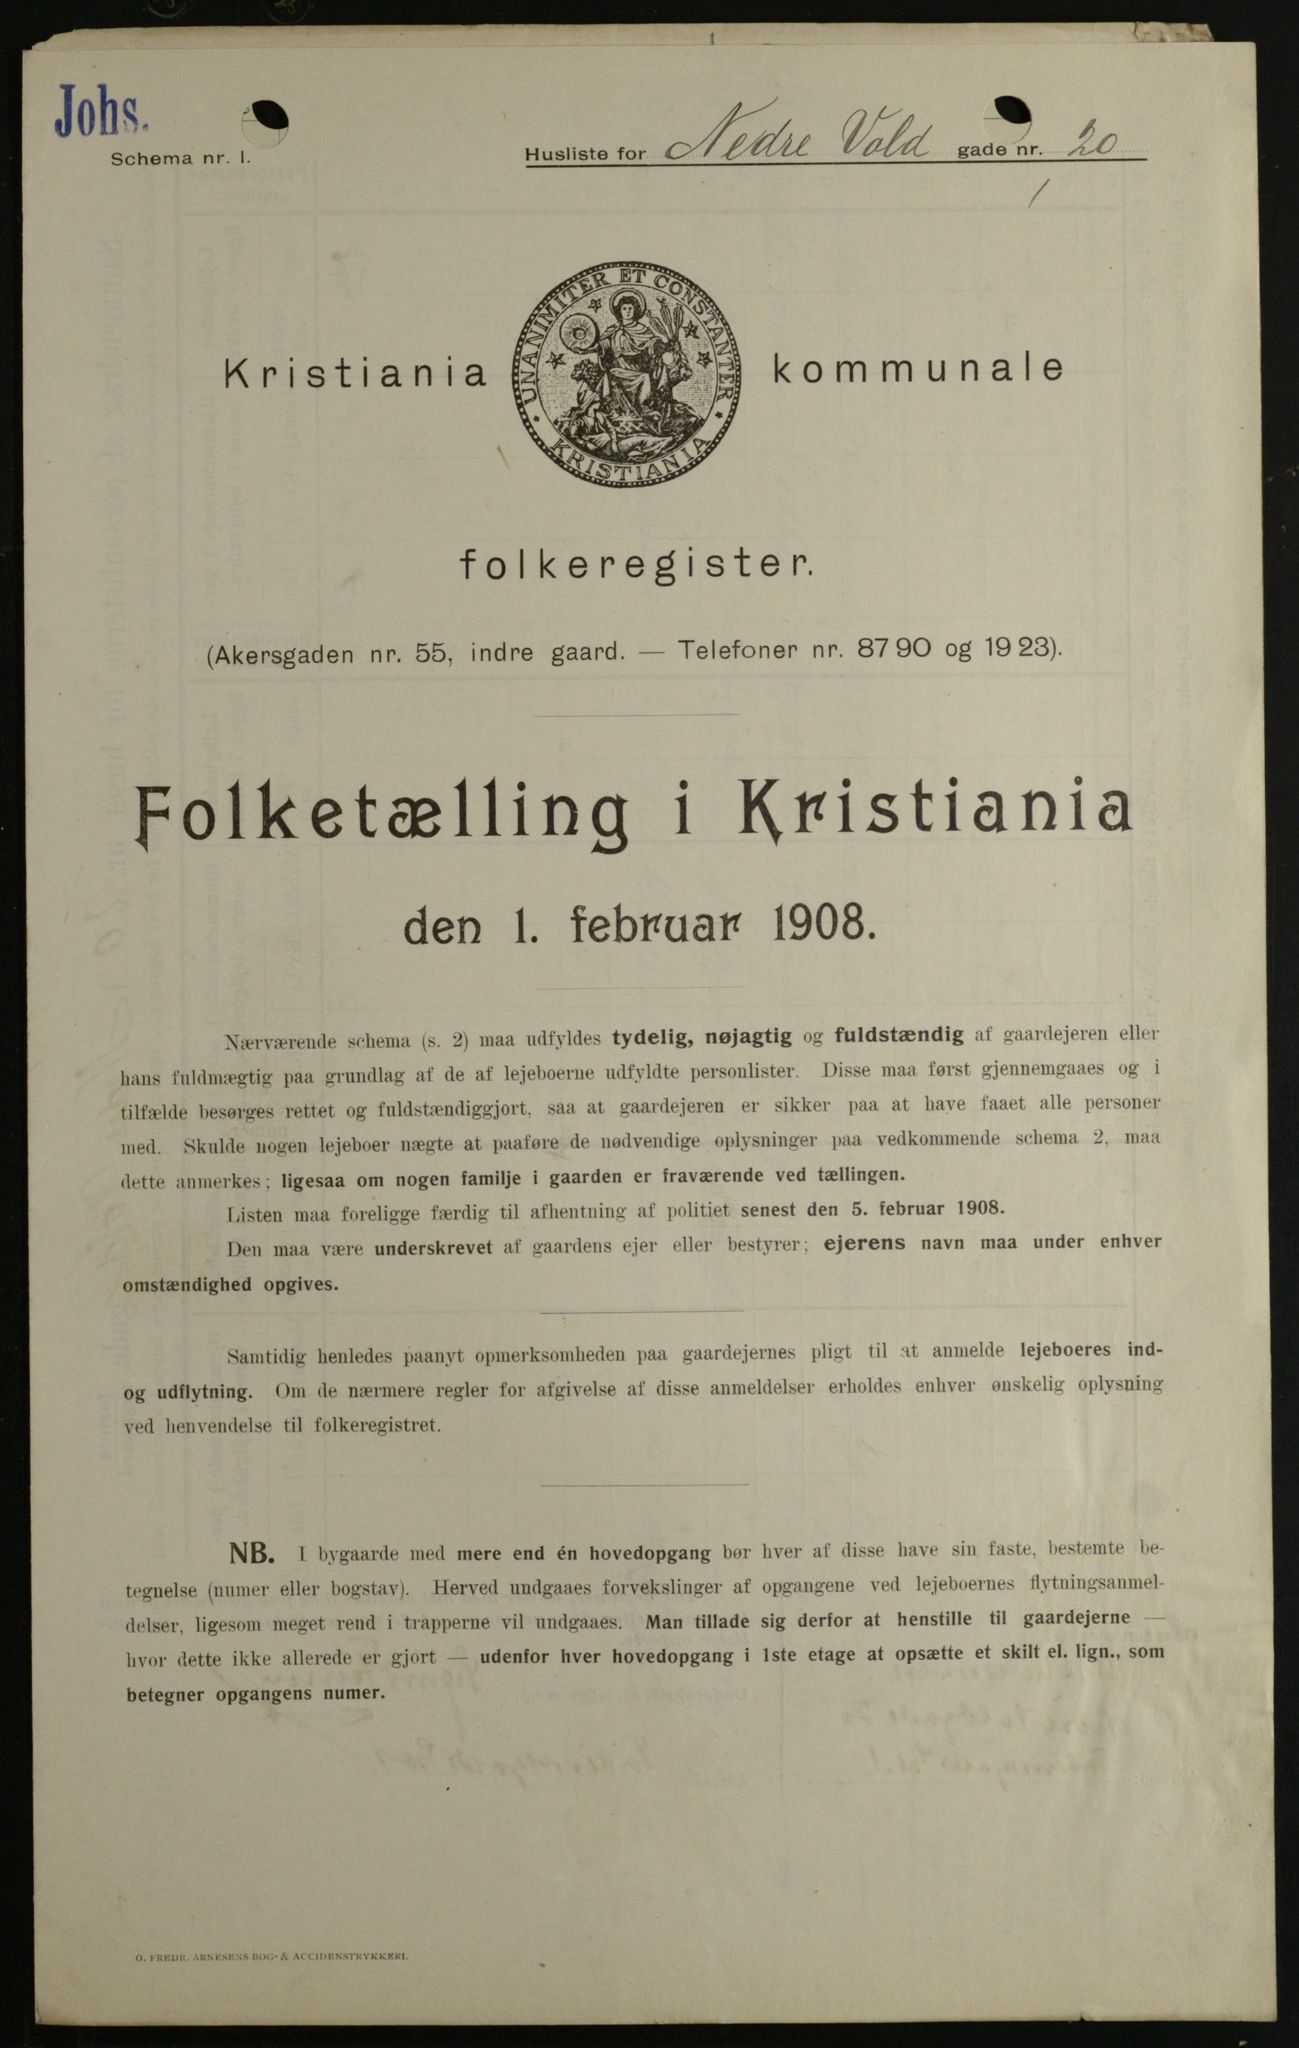 Johs.
Schema nr. 1.
Husliste for Nedre Vold gade nr. 20
UNANIMITER ET CONSTANTER
KRISTIANIA
Kristiania kommunale
folkeregister.
(Akersgaden nr. 55, indre gaard. — Telefoner nr. 8790 og 1923).
Folketælling i Kristiania
den 1. februar 1908.
Nærværende schema (s. 2) maa udfyldes tydelig, nøjagtig og fuldstændig af gaardejeren eller
hans fuldmægtig paa grundlag af de af lejeboerne udfyldte personlister. Disse maa først gjennemgaaes og i
tilfælde besørges rettet og fuldstændiggjort, saa at gaardejeren er sikker paa at have faaet alle personer
med. Skulde nogen lejeboer nægte at paaføre de nødvendige oplysninger paa vedkommende schema 2, maa
dette anmerkes; ligesaa om nogen familje i gaarden er fraværende ved tællingen.
Listen maa foreligge færdig til afhentning af politiet senest den 5. februar 1908.
Den maa være underskrevet af gaardens ejer eller bestyrer; ejerens navn maa under enhver
omstændighed opgives.
Samtidig henledes paanyt opmerksomheden paa gaardejernes pligt til at anmelde lejeboeres ind-
og udflytning. Om de nærmere regler for afgivelse af disse anmeldelser erholdes enhver ønskelig oplysning
ved henvendelse til folkeregistret.
NB. I bygaarde med mere end én hovedopgang bør hver af disse have sin faste, bestemte be-
tegnelse (numer eller bogstav). Herved undgaaes forvekslinger af opgangene ved lejeboernes flytningsanmel-
delser, ligesom meget rend i trapperne vil undgaaes. Man tillade sig derfor at henstille til gaardejerne —
hvor dette ikke allerede er gjort — udenfor hver hovedopgang i 1ste etage at opsætte et skilt el. lign., som
betegner opgangens numer.
O. FREDR. ARNESENS BOG- & ACCIDENSTRYKKERI.